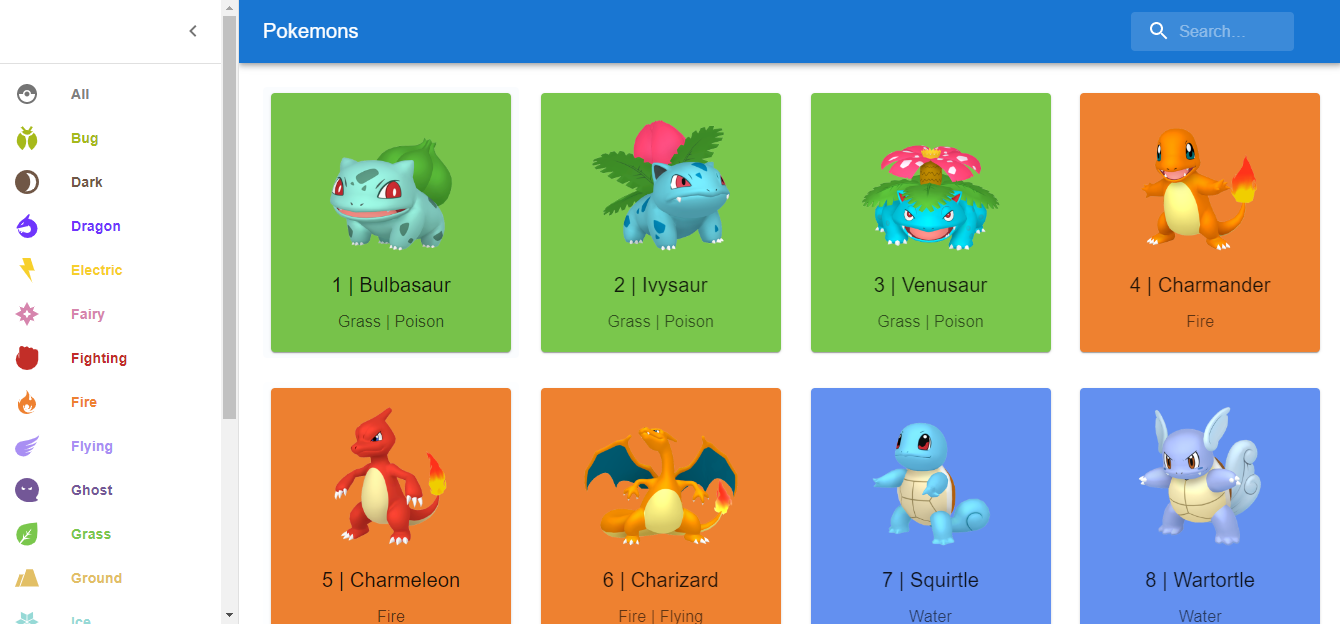 Pokemons
Search...
All
Bug
Dark
Dragon
Electric
Fairy
Fighting
Fire
Flying
Ghost
Grass
Ground
Ice
1 | Bulbasaur
Grass | Poison
2 | Ivysaur
Grass | Poison
3 | Venusaur
Grass | Poison
4 | Charmander
Fire
5 | Charmeleon
Fire
6 | Charizard
Fire | Flying
7 | Squirtle
Water
8 | Wartortle
Water